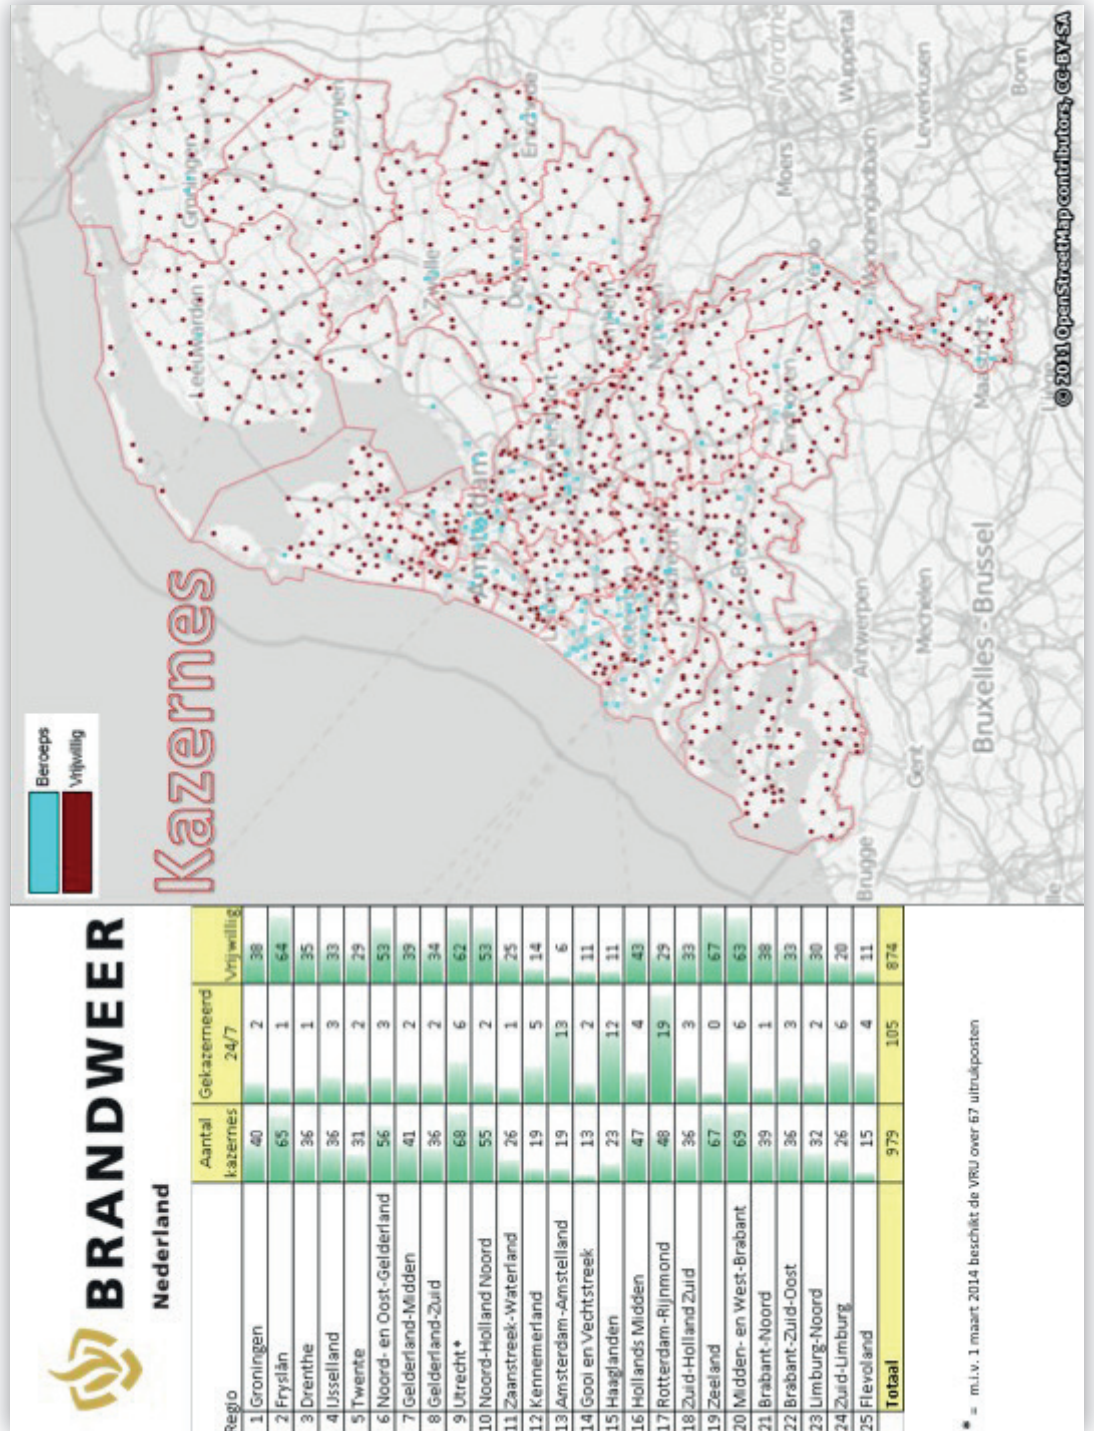 BRANDWEER
Nederland
Regio Aantal kazernes Gekazerneerd 24/7 Vrijwillig
1 Groningen 40 2 38
2 Fryslân 65 1 64
3 Drenthe 36 1 35
4 IJsselland 36 3 33
5 Twente 31 2 29
6 Noord- en Oost-Gelderland 56 3 53
7 Gelderland-Midden 41 2 39
8 Gelderland-Zuid 36 2 34
9 Utrecht* 68 6 62
10 Noord-Holland Noord 55 2 53
11 Zaanstreek-Waterland 26 1 25
12 Kennemerland 19 5 14
13 Amsterdam-Amstelland 19 13 6
14 Gooi en Vechtstreek 13 2 11
15 Haaglanden 23 12 11
16 Hollands Midden 47 4 43
17 Rotterdam-Rijnmond 48 19 29
18 Zuid-Holland Zuid 36 3 33
19 Zeeland 67 0 67
20 Midden- en West-Brabant 69 6 63
21 Brabant-Noord 39 1 38
22 Brabant-Zuid-Oost 36 3 33
23 Limburg-Noord 32 2 30
24 Zuid-Limburg 26 6 20
25 Flevoland 15 4 11
Totaal 979 105 874
* = m.i.v. 1 maart 2014 beschikt de VRU over 67 uitrukposten
Beroeps
Vrijwillig
Kazernes
Leeuwarden
Groningen
Emmen
Zwolle
Enschede
Deventer
Amsterdam
Amersfoort
Arnhem
Nijmegen
Dordrecht
Breda
Eindhoven
Venlo
Moers
Wuppertal
Mönchengladbach
Leverkusen
Bonn
Maastricht
Liège
Antwerpen
Mechelen
Bruxelles - Brussel
Gent
Brugge
© 2011 OpenStreetMap contributors, CC-BY-SA